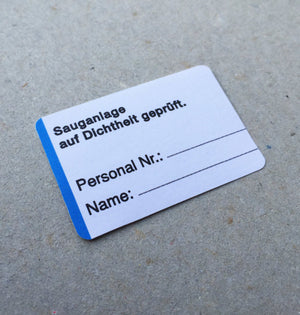 Sauganlage
auf Dichtheit geprüft.
Personal Nr.:
Name: